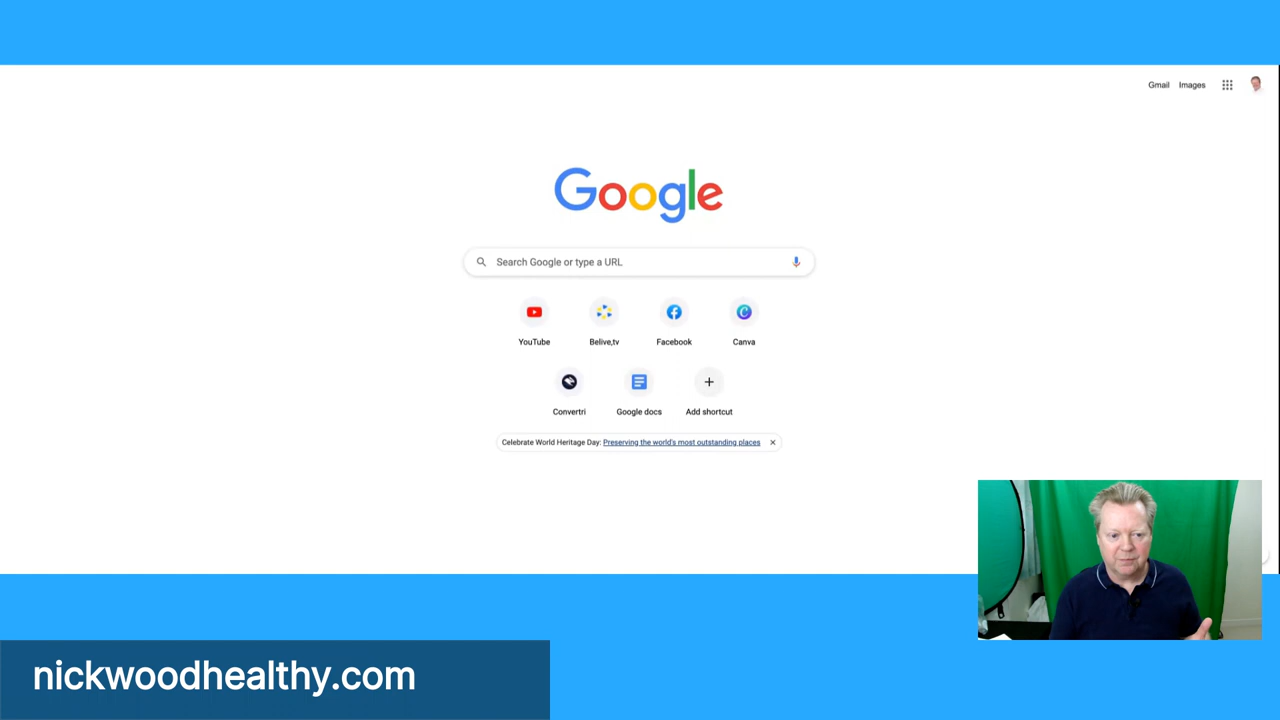 Gmail Images
Google
Search Google or type a URL
YouTube Belive,tv Facebook Canva
Convertri Google docs Add shortcut
Celebrate World Heritage Day: Preserving the world's most outstanding places
nickwoodhealthy.com